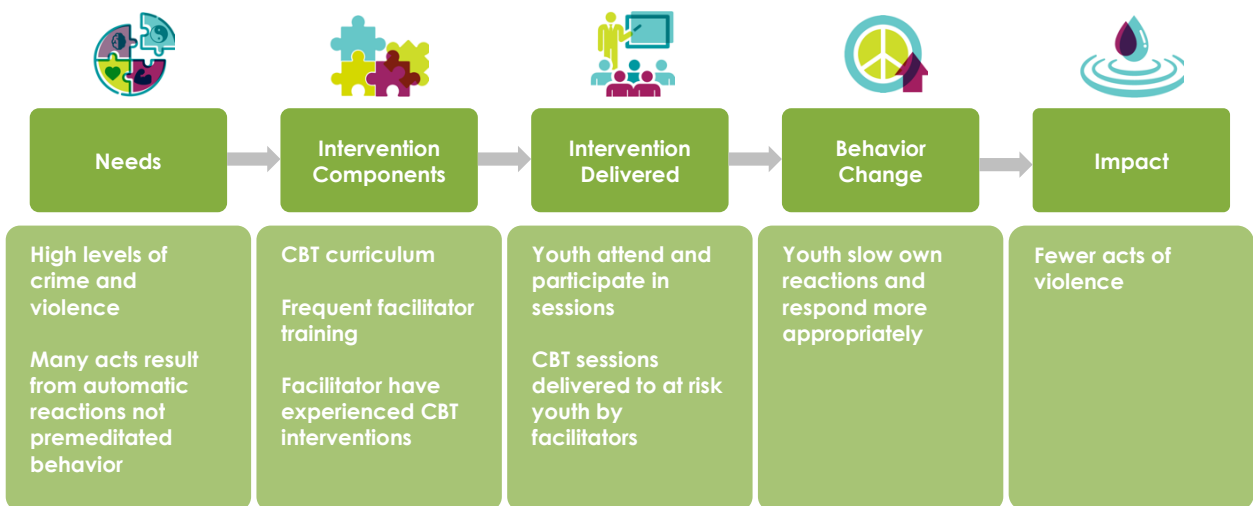 Needs
Intervention
Components
Intervention
Delivered
Behavior
Change
Impact
High levels of
crime and
violence
Many acts result
from automatic
reactions not
premeditated
behavior
CBT curriculum
Frequent facilitator
training
Facilitator have
experienced CBT
interventions
Youth attend and
participate in
sessions
CBT sessions
delivered to at risk
youth by
facilitators
Youth slow own
reactions and
respond more
appropriately
Fewer acts of
violence